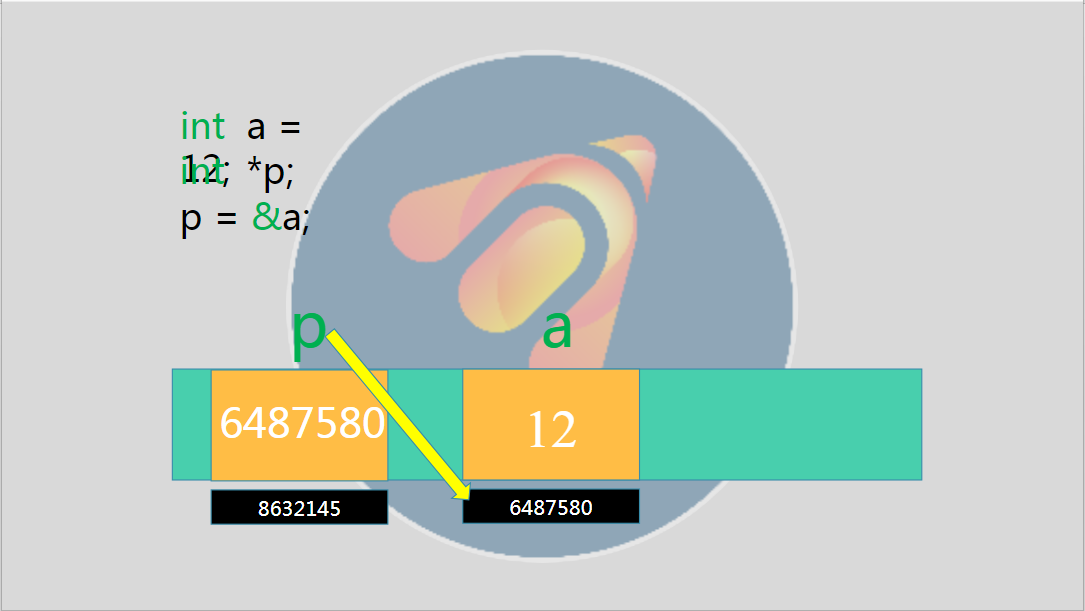 int a =
12;
int *p;
p = &a;
p a
6487580 12
8632145 6487580